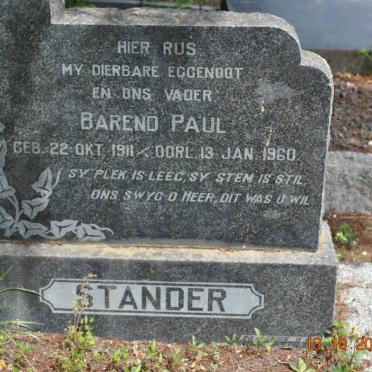 HIER RUS
MY DIERBARE EGGENOOT
EN ONS VADER
BAREND PAUL
GEB. 22 OKT. 1911 / OORL. 13 JAN. 1960
SY PLEK IS LEEG, SY STEM IS STIL
ONS SWYG O HEER, DIT WAS U WIL
STANDER